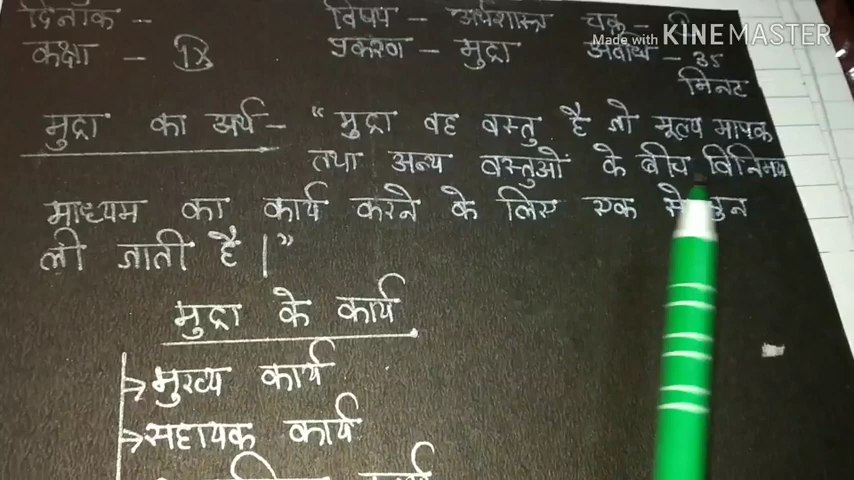 दिनाँक - विषय - अर्थशास्त्र चक्र -
Made with KINEMASTER
कक्षा - IX प्रकरण - मुद्रा अवधि - 35
मिनट
मुद्रा का अर्थ - "मुद्रा वह वस्तु है जो मूल्य मापक
तथा अन्य वस्तुओं के बीच विनिमय
माध्यम का कार्य करने के लिए एक से
ली जाती है।"
मुद्रा के कार्य
→ मुख्य कार्य
→ सहायक कार्य